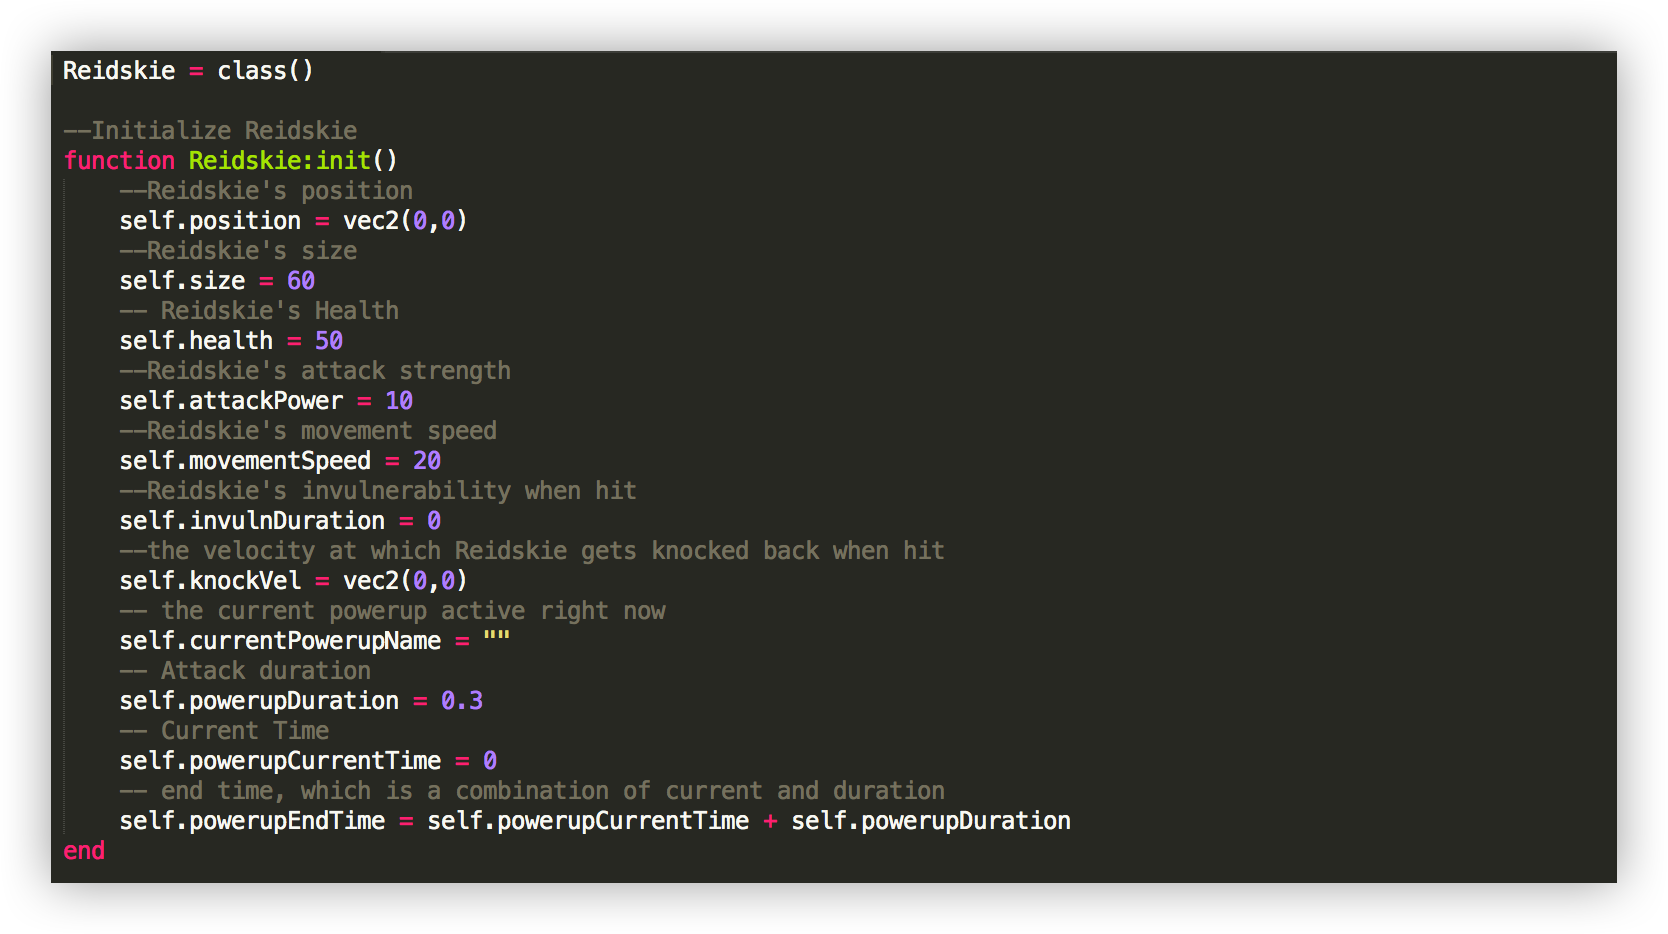 Reidskie = class()
--Initialize Reidskie
function Reidskie:init()
--Reidskie's position
self.position = vec2(0,0)
--Reidskie's size
self.size = 60
-- Reidskie's Health
self.health = 50
--Reidskie's attack strength
self.attackPower = 10
--Reidskie's movement speed
self.movementSpeed = 20
--Reidskie's invulnerability when hit
self.invulnDuration = 0
--the velocity at which Reidskie gets knocked back when hit
self.knockVel = vec2(0,0)
-- the current powerup active right now
self.currentPowerupName = ""
-- Attack duration
self.powerupDuration = 0.3
-- Current Time
self.powerupCurrentTime = 0
-- end time, which is a combination of current and duration
self.powerupEndTime = self.powerupCurrentTime + self.powerupDuration
end